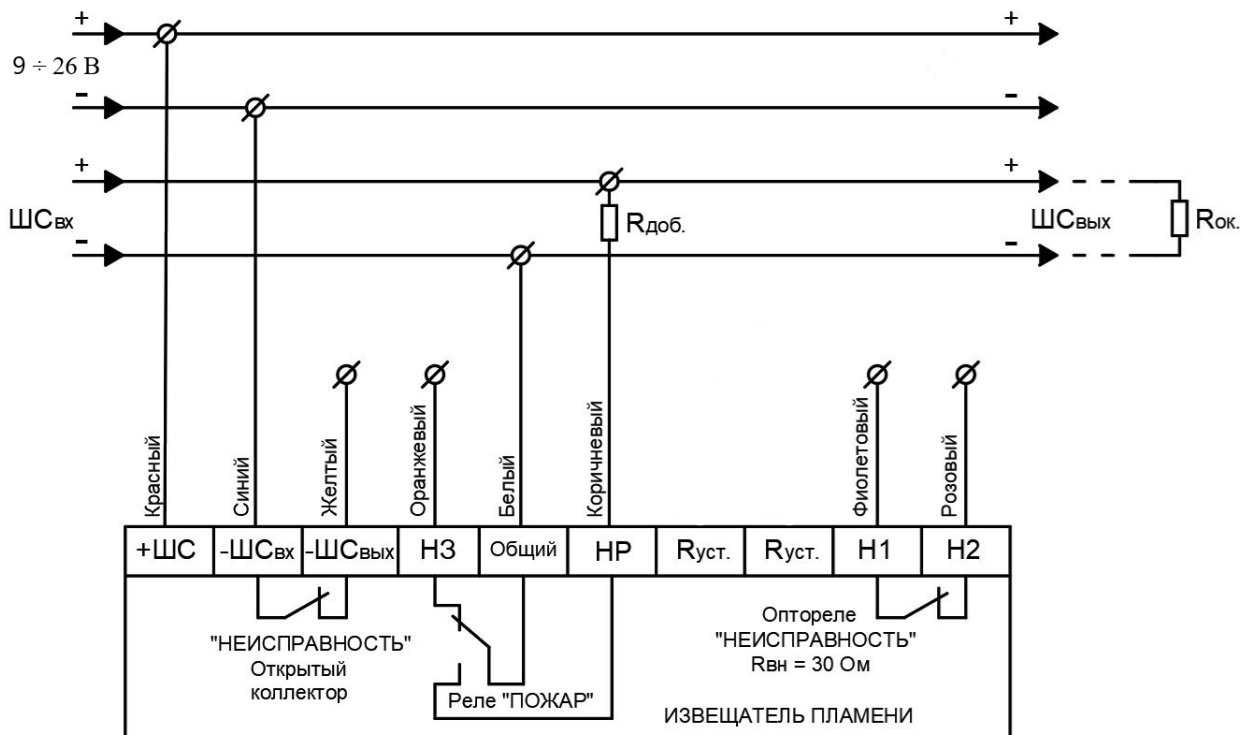 + +
9 ÷ 26 В
- -
+ +
ШСвх Rдоб. ШСвых Rок.
- -
Красный Синий Желтый Оранжевый Белый Коричневый Фиолетовый Розовый
+ШС -ШСвх -ШСвых НЗ Общий НР Rуст. Rуст. Н1 Н2
"НЕИСПРАВНОСТЬ"
Открытый
коллектор
Реле "ПОЖАР"
Оптореле
"НЕИСПРАВНОСТЬ"
Rвн = 30 Ом
ИЗВЕЩАТЕЛЬ ПЛАМЕНИ